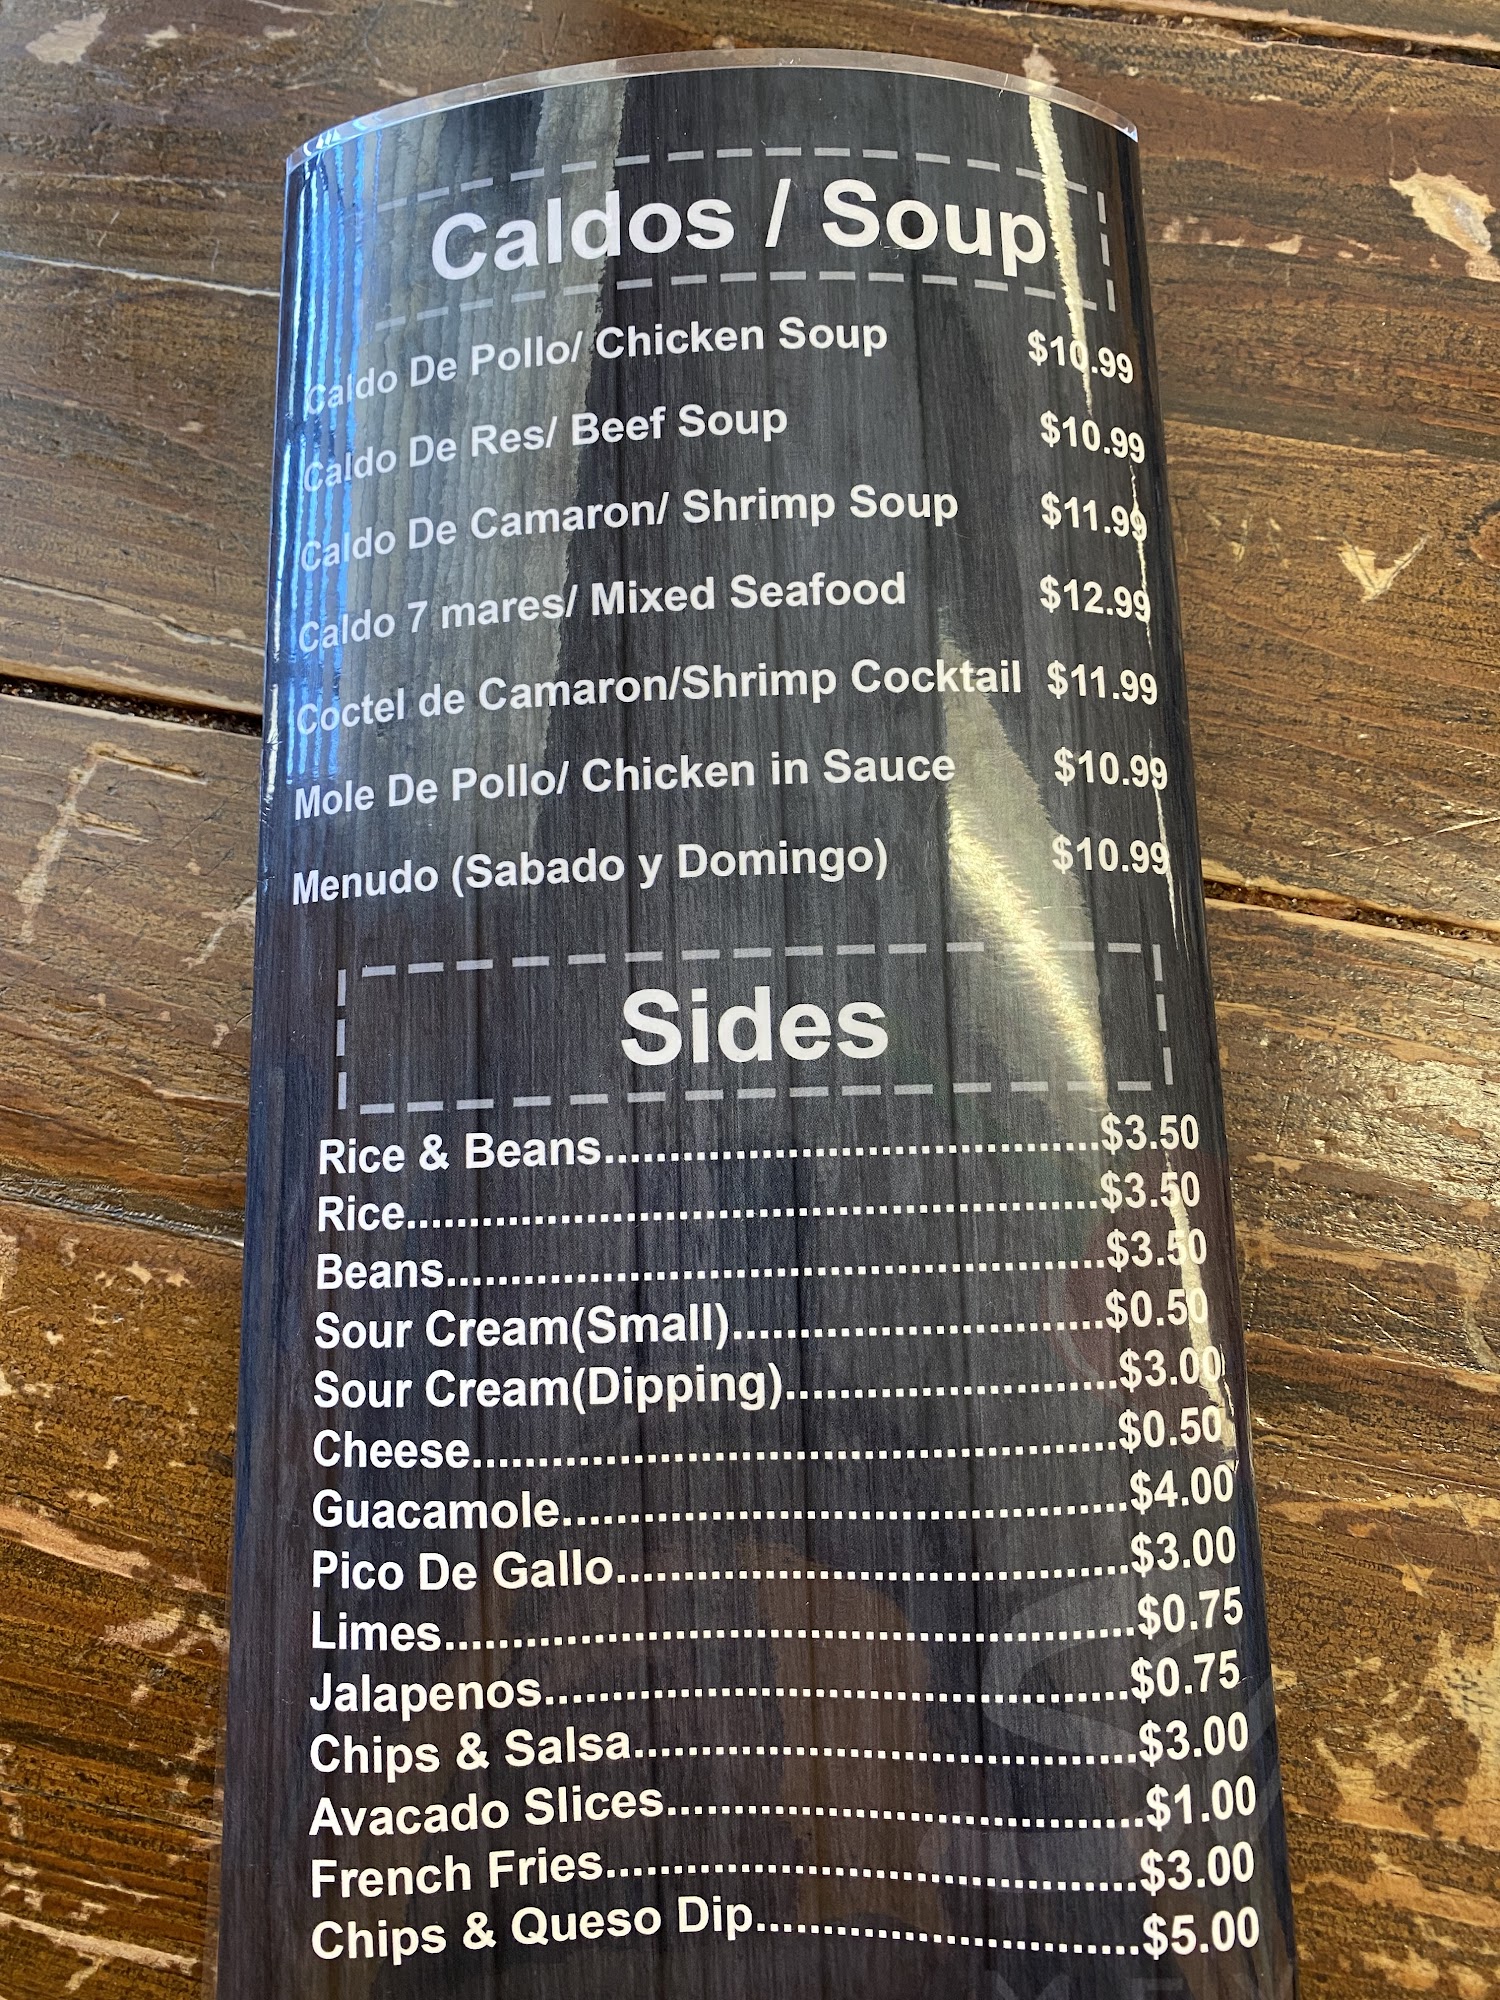 Caldos / Soup
Caldo De Pollo/ Chicken Soup $10.99
Caldo De Res/ Beef Soup $10.99
Caldo De Camaron/ Shrimp Soup $11.99
Caldo 7 mares/ Mixed Seafood $12.99
Coctel de Camaron/Shrimp Cocktail $11.99
Mole De Pollo/ Chicken in Sauce $10.99
Menudo (Sabado y Domingo) $10.99
Sides
Rice & Beans........................................$3.50
Rice........................................................$3.50
Beans.....................................................$3.50
Sour Cream(Small)..............................$0.50
Sour Cream(Dipping)...........................$3.00
Cheese....................................................$0.50
Guacamole..............................................$4.00
Pico De Gallo.........................................$3.00
Limes.......................................................$0.75
Jalapenos...............................................$0.75
Chips & Salsa........................................$3.00
Avacado Slices......................................$1.00
French Fries...........................................$3.00
Chips & Queso Dip...............................$5.00